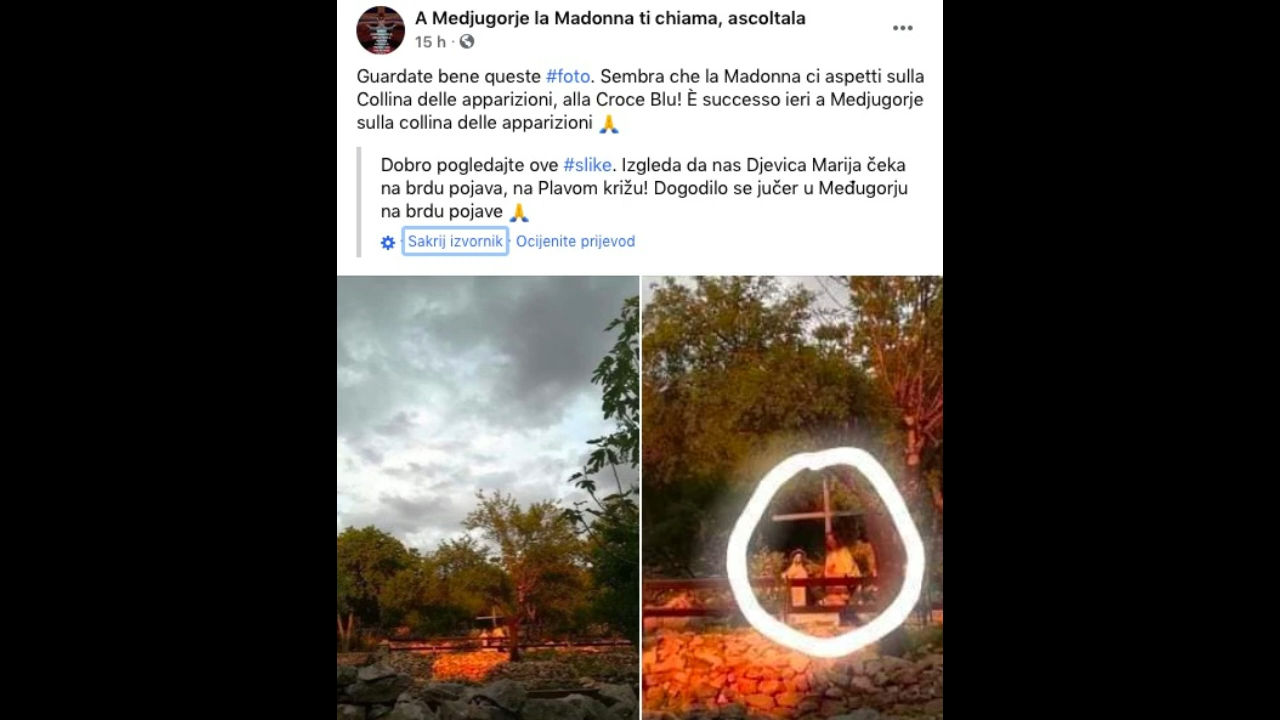 A Medjugorje la Madonna ti chiama, ascoltala
15 h ·
Guardate bene queste #foto. Sembra che la Madonna ci aspetti sulla
Collina delle apparizioni, alla Croce Blu! È successo ieri a Medjugorje
sulla collina delle apparizioni 🙏
Dobro pogledajte ove #slike. Izgleda da nas Djevica Marija čeka
na brdu pojava, na Plavom križu! Dogodilo se jučer u Međugorju
na brdu pojave 🙏
· Sakrij izvornik · Ocijenite prijevod